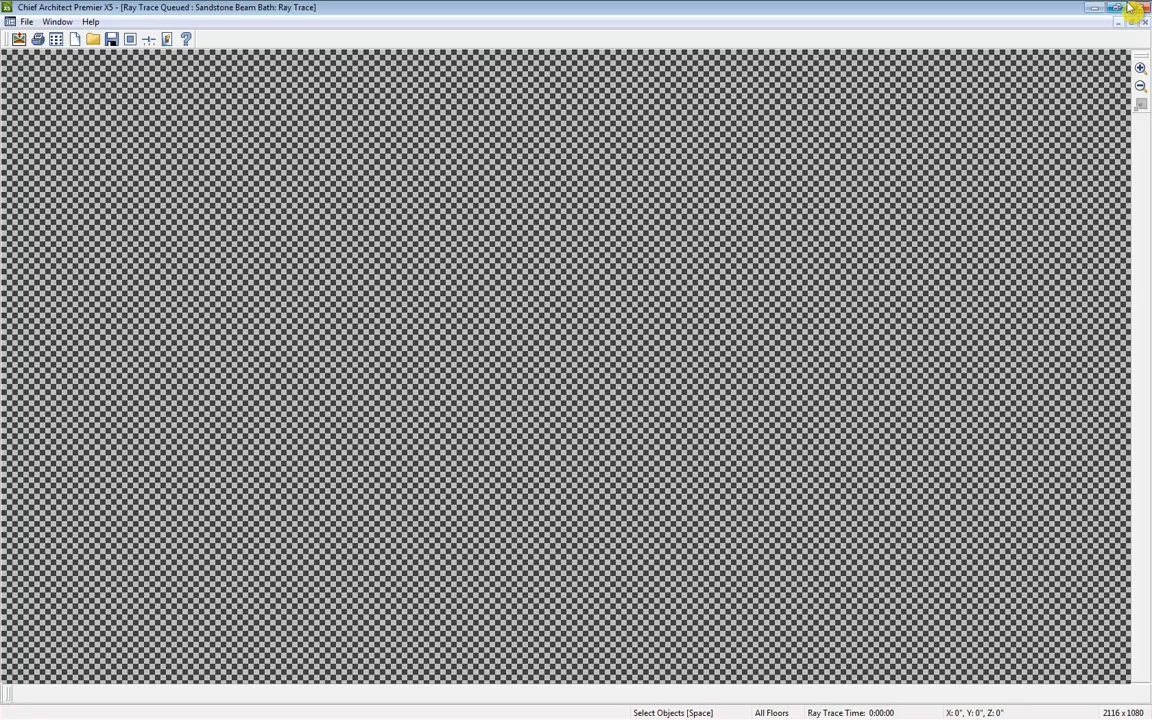 X5 Chief Architect Premier X5 - [Ray Trace Queued : Sandstone Beam Bath: Ray Trace]
File Window Help
Select Objects [Space] All Floors Ray Trace Time: 0:00:00 X: 0", Y: 0", Z: 0" 2116 x 1080